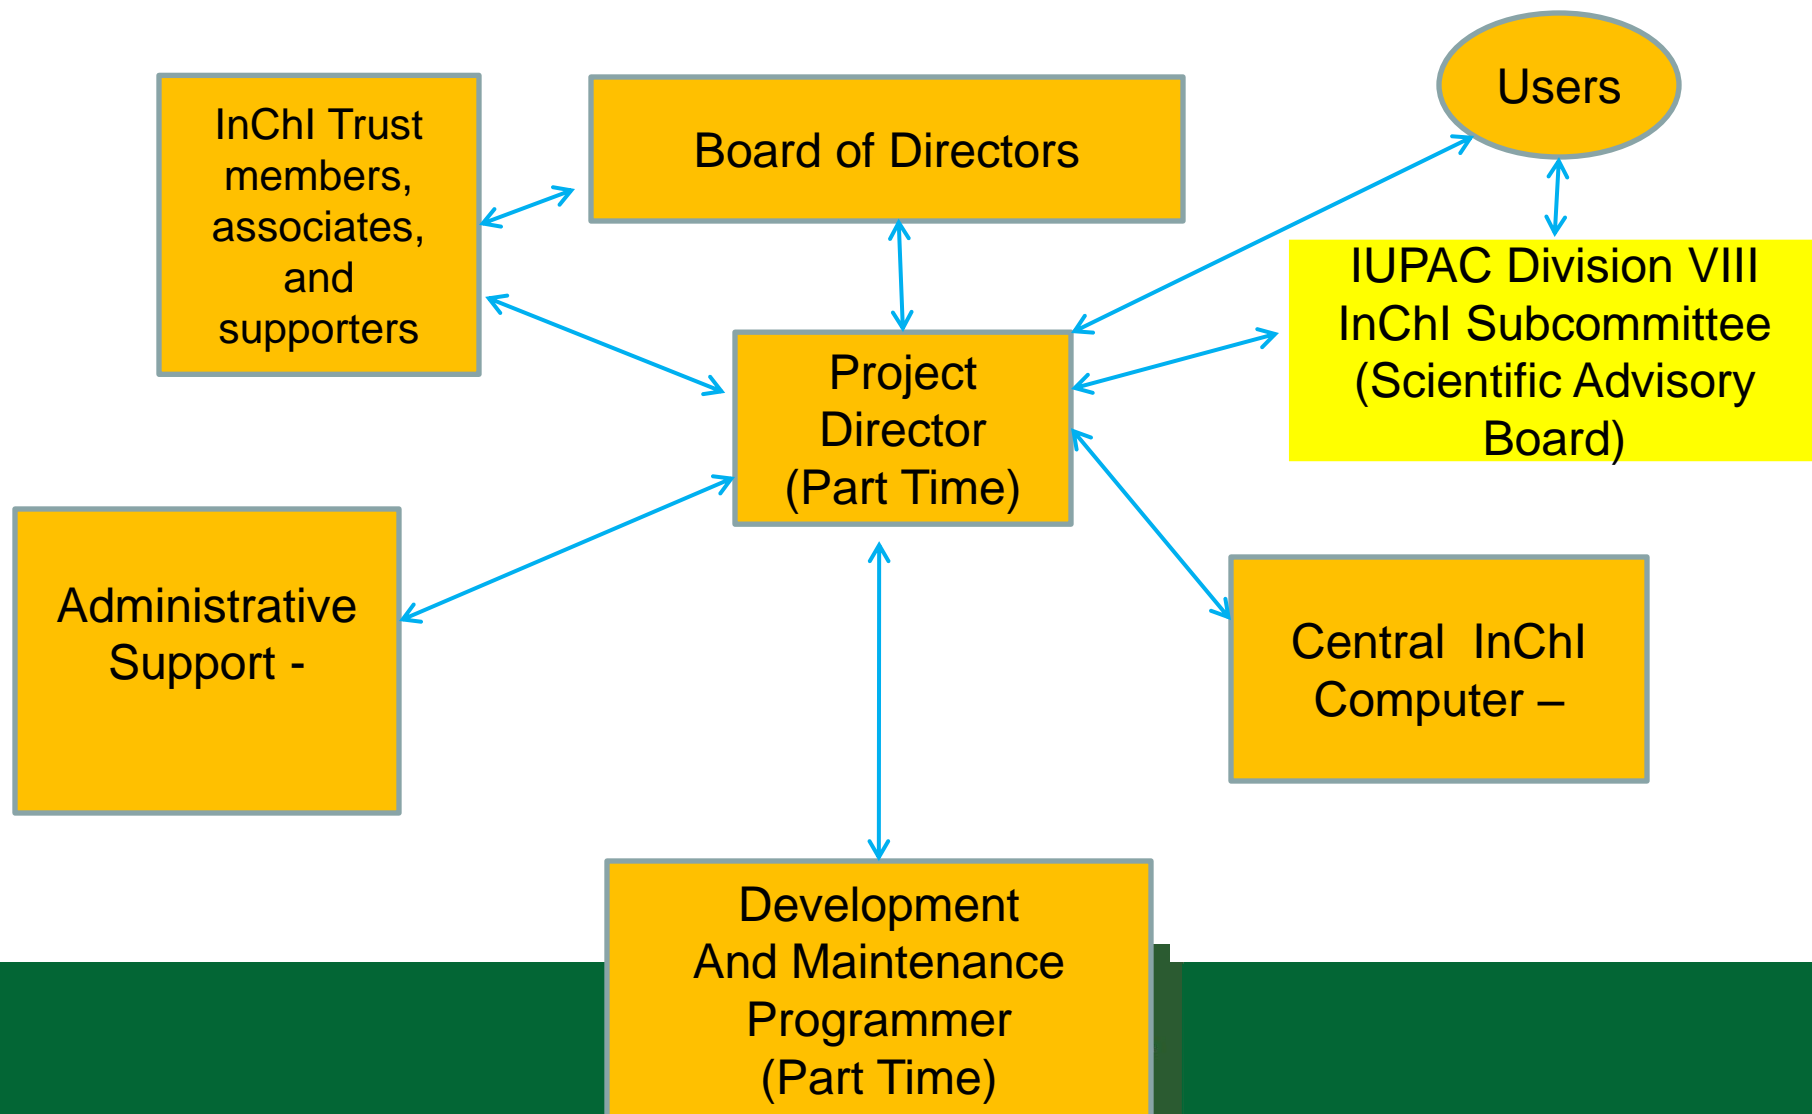 InChI Trust
members,
associates,
and
supporters
Board of Directors
Users
IUPAC Division VIII
InChI Subcommittee
(Scientific Advisory
Board)
Project
Director
(Part Time)
Administrative
Support -
Central  InChI
Computer –
Development
And Maintenance
Programmer
(Part Time)